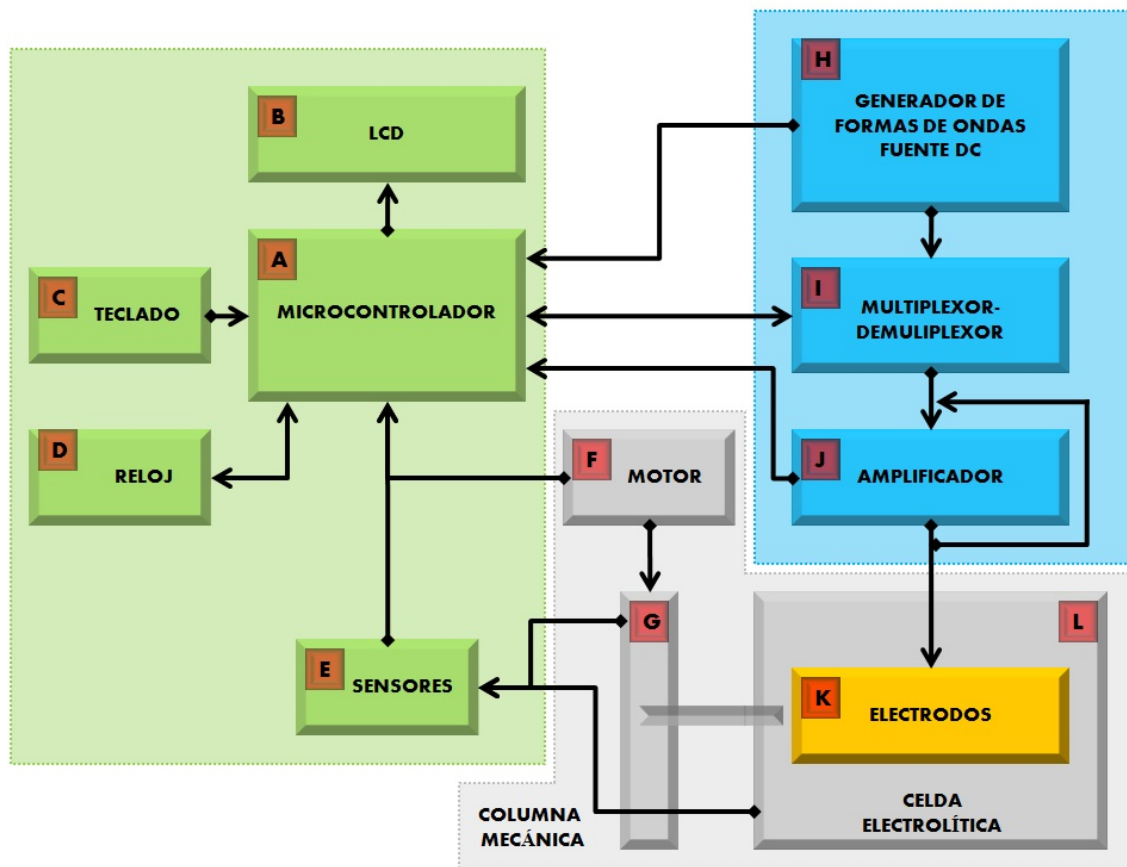 H
GENERADOR DE
FORMAS DE ONDAS
FUENTE DC
B
LCD
A
MICROCONTROLADOR
C
TECLADO
I
MULTIPLEXOR-
DEMULIPLEXOR
D
RELOJ
F
MOTOR
J
AMPLIFICADOR
G
L
E
SENSORES
K
ELECTRODOS
COLUMNA
MECÁNICA
CELDA
ELECTROLÍTICA